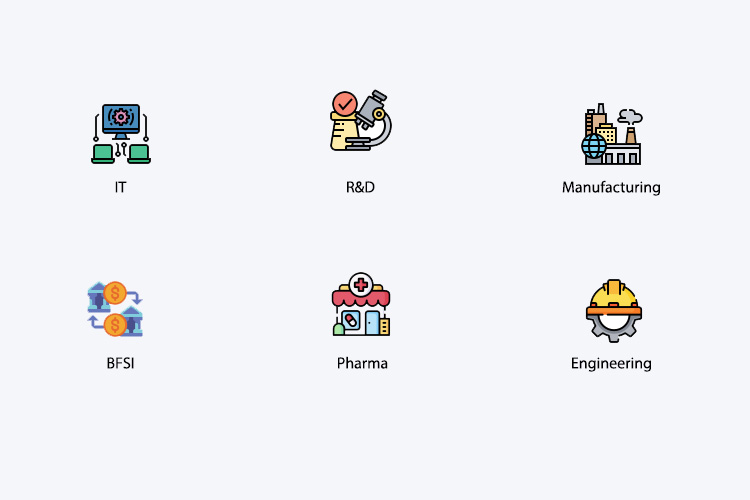 IT
R&D
Manufacturing
BFSI
Pharma
Engineering